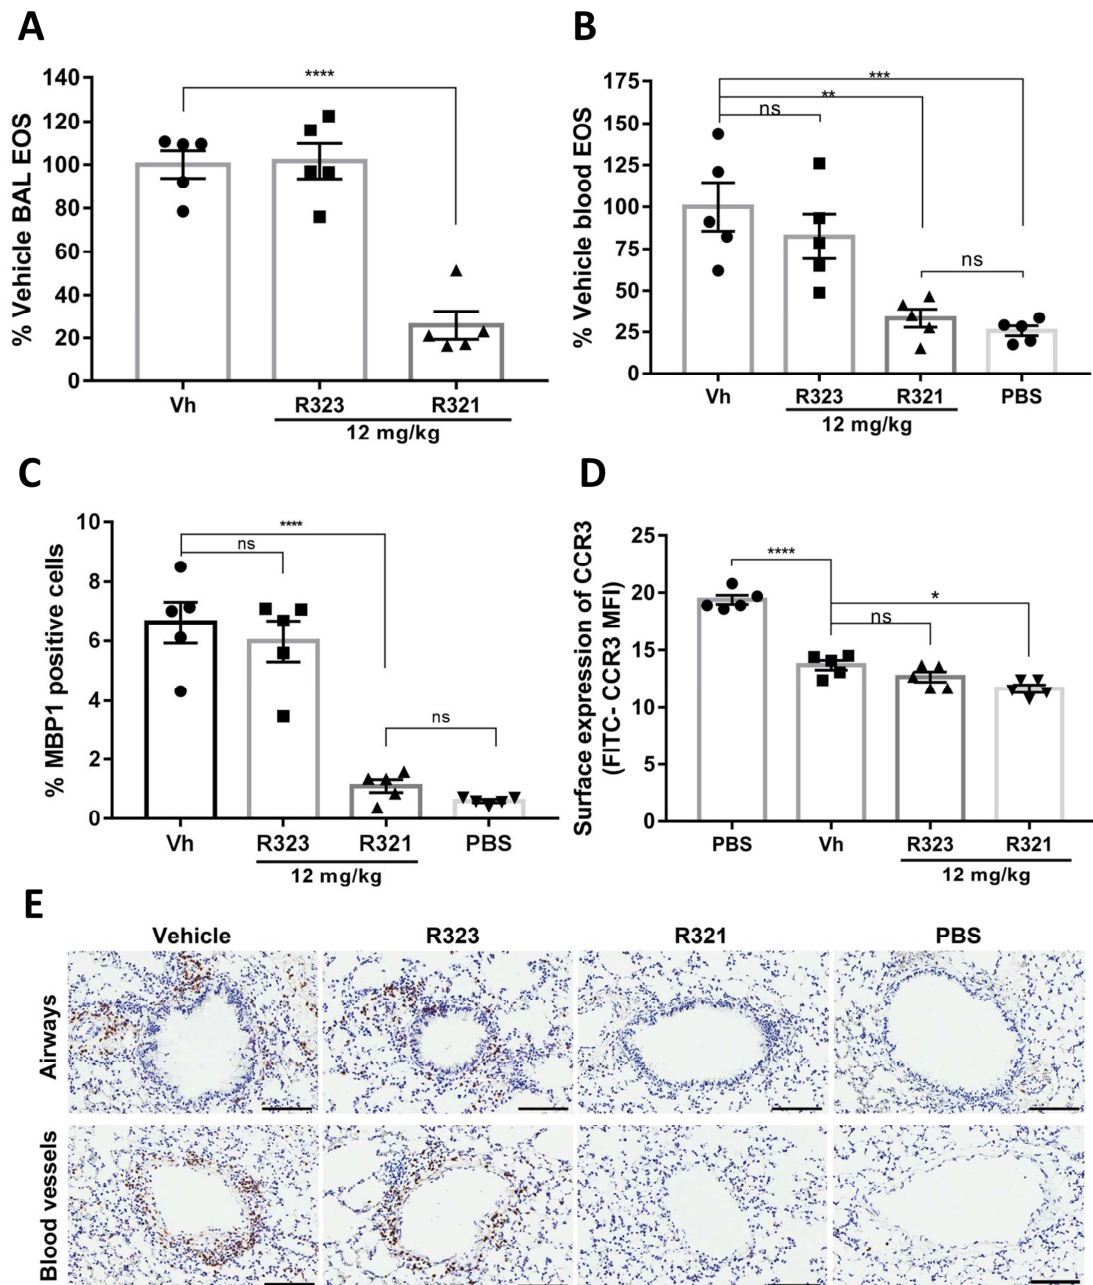 A
% Vehicle BAL EOS
140
120
100
80
60
40
20
0
****
Vh
R323
R321
12 mg/kg
B
% Vehicle blood EOS
175
150
125
100
75
50
25
0
***
**
ns
ns
Vh
R323
R321
PBS
12 mg/kg
C
% MBP1 positive cells
10
8
6
4
2
0
****
ns
ns
Vh
R323
R321
PBS
12 mg/kg
D
Surface expression of CCR3
(FITC- CCR3 MFI)
25
20
15
10
5
0
****
*
ns
PBS
Vh
R323
R321
12 mg/kg
E
Vehicle
R323
R321
PBS
Airways
Blood vessels